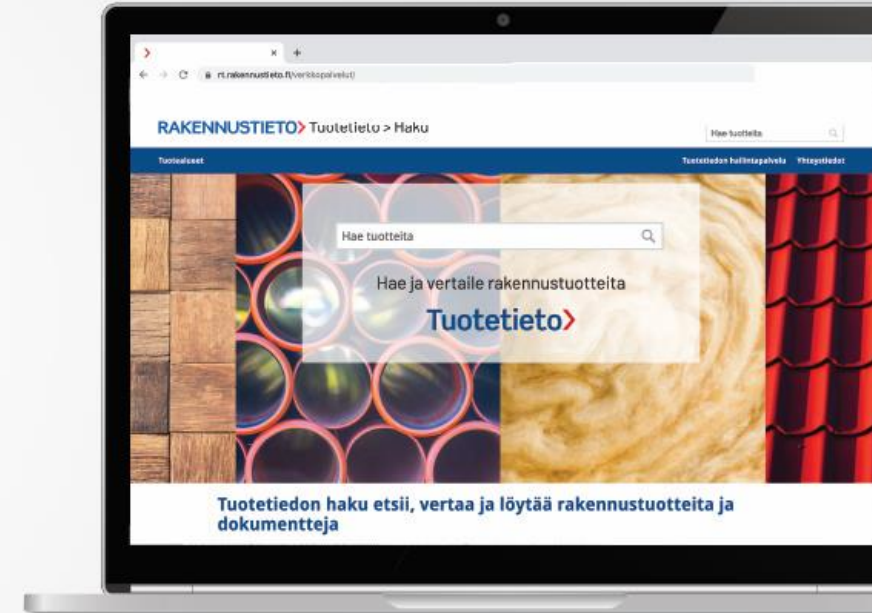 rt.rakennustieto.fi/verkkopalvelut/
RAKENNUSTIETO> Tuotetieto > Haku
Hae tuotteita
Tuotealueet
Tuotetiedon hallintapalvelu Yhteystiedot
Hae tuotteita
Hae ja vertaile rakennustuotteita
Tuotetieto>
Tuotetiedon haku etsii, vertaa ja löytää rakennustuotteita ja
dokumentteja